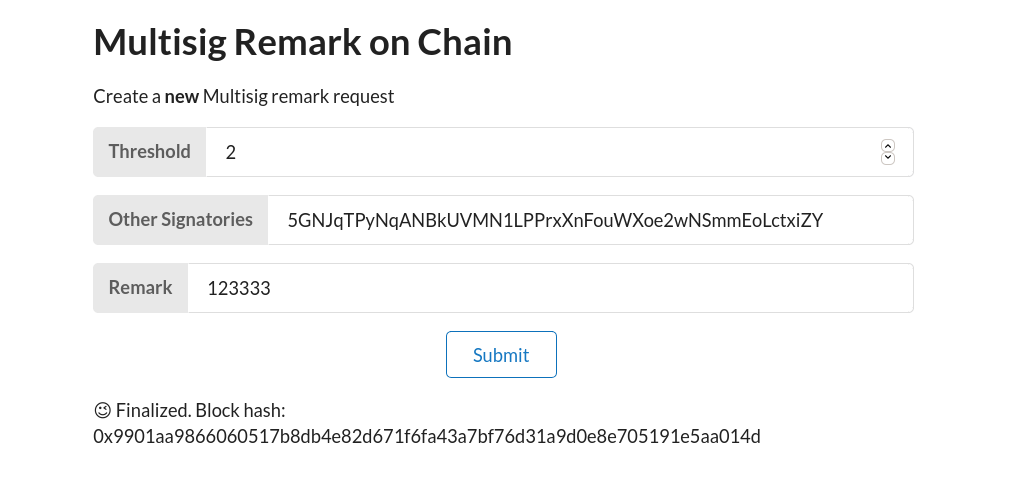 Multisig Remark on Chain
Create a new Multisig remark request
Threshold 2
Other Signatories 5GNJqTPyNqANBkUVMN1LPPrxXnFouWXoe2wNSmmEoLctxiZY
Remark 123333
Submit
😉 Finalized. Block hash:
0x9901aa9866060517b8db4e82d671f6fa43a7bf76d31a9d0e8e705191e5aa014d